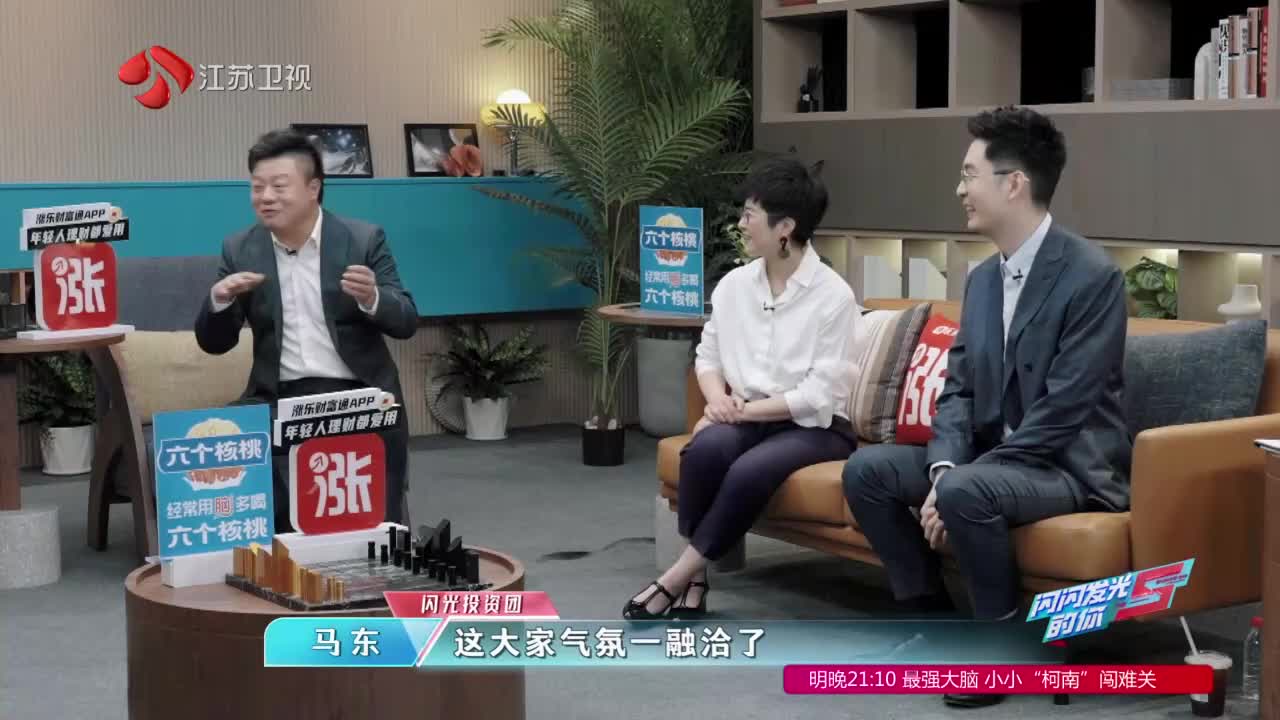 江苏卫视
涨乐财富通APP
年轻人理财都爱用
涨
六个核桃
经常用脑多喝
六个核桃
涨
六个核桃
经常用脑多喝
六个核桃
涨乐财富通APP
年轻人理财都爱用
涨
闪光投资团
马东
这大家气氛一融洽了
闪闪发光
的你
5
明晚21:10 最强大脑 小小“柯南”闯难关